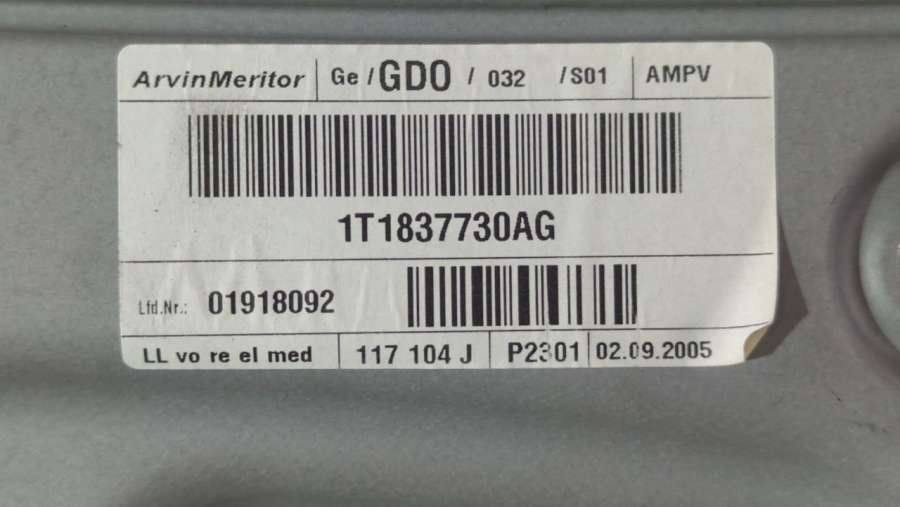 ArvinMeritor Ge / GDO / 032 / S01 AMPV
1T1837730AG
Lfd.Nr.: 01918092
LL vo re el med 117 104 J P2301 02.09.2005